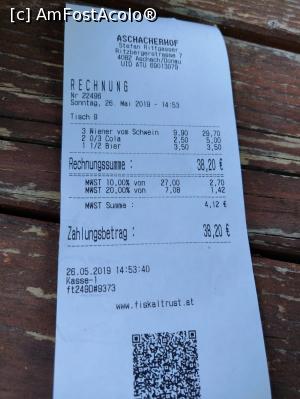 © AmFostAcolo®
ASCHACHERHOF
Stefan Rittgasser
Ritzbergerstrasse 7
4082 Aschach/Donau
UID ATU 69013079
RECHNUNG
Nr 22496
Sonntag, 26. Mai 2019 - 14:53
Tisch 9
3 Wiener vom Schwein 9,90 29,70
2 0/3 Cola 2,50 5,00
1 1/2 Bier 3,50 3,50
Rechnungssumme : 38,20 €
MWST 10,00% von 27,00 2,70
MWST 20,00% von 7,08 1,42
MWST Summe : 4,12 €
Zahlungsbetrag : 38,20 €
26.05.2019 14:53:40
Kasse-1
ft249D#9373
www.fiskaltrust.at